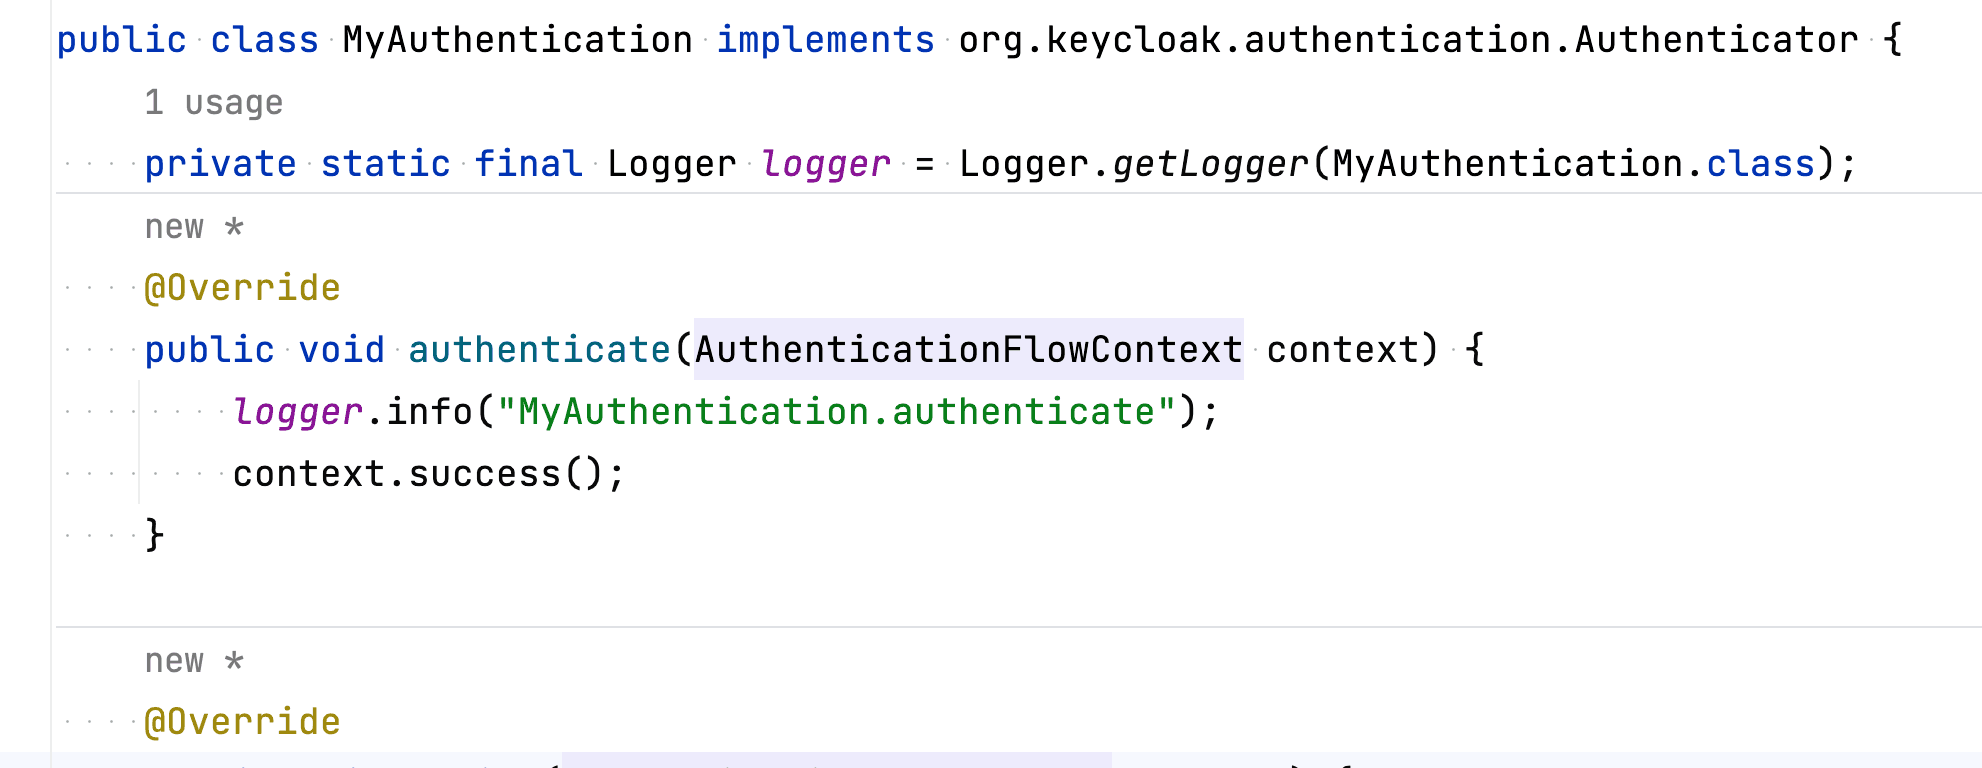 public class MyAuthentication implements org.keycloak.authentication.Authenticator {
1 usage
private static final Logger logger = Logger.getLogger(MyAuthentication.class);
new *
@Override
public void authenticate(AuthenticationFlowContext context) {
logger.info("MyAuthentication.authenticate");
context.success();
}
new *
@Override